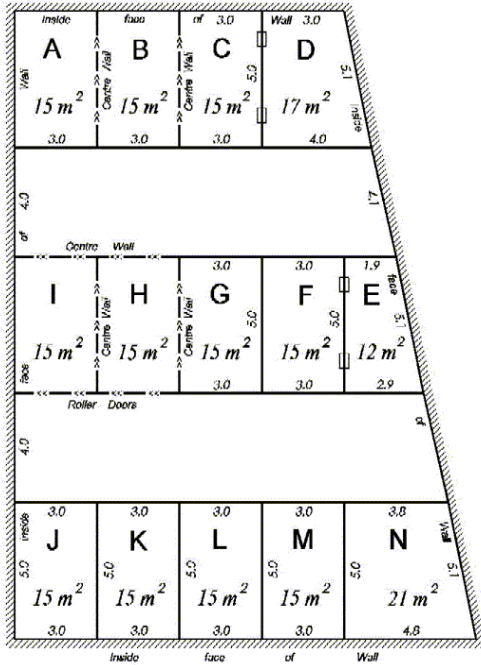 Inside face of 3.0 Wall 3.0
A B C D
Wall Centre Wall Centre Wall 5.0 5.1 Inside
15 m² 15 m² 15 m² 17 m²
3.0 3.0 3.0 4.0
of 4.0 4.1
Centre Wall
3.0 3.0 1.9
I H G F E
face Centre Wall Centre Wall 5.0 5.0 face 5.1
15 m² 15 m² 15 m² 15 m² 12 m²
3.0 3.0 2.9
Roller Doors
4.0 of
3.0 3.0 3.0 3.0 3.8
J K L M N
Inside 5.0 5.0 5.0 5.0 5.0 Wall 5.1
15 m² 15 m² 15 m² 15 m² 21 m²
3.0 3.0 3.0 3.0 4.8
Inside face of Wall